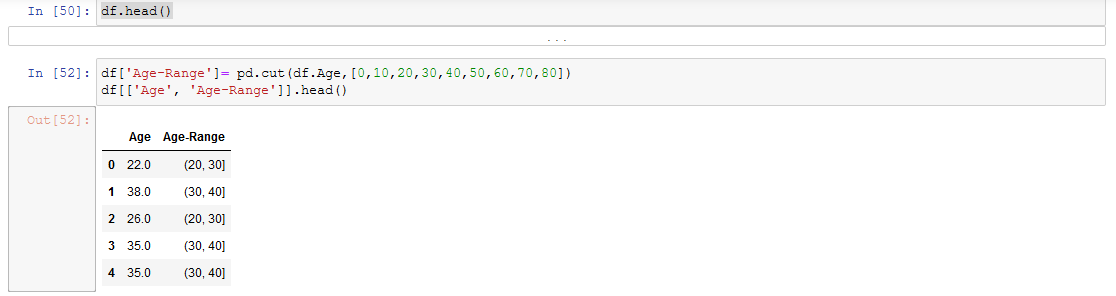 In [50]: df.head()
...
In [52]: df['Age-Range']= pd.cut(df.Age,[0,10,20,30,40,50,60,70,80])
df[['Age', 'Age-Range']].head()
Out[52]:
Age Age-Range
0 22.0 (20, 30]
1 38.0 (30, 40]
2 26.0 (20, 30]
3 35.0 (30, 40]
4 35.0 (30, 40]